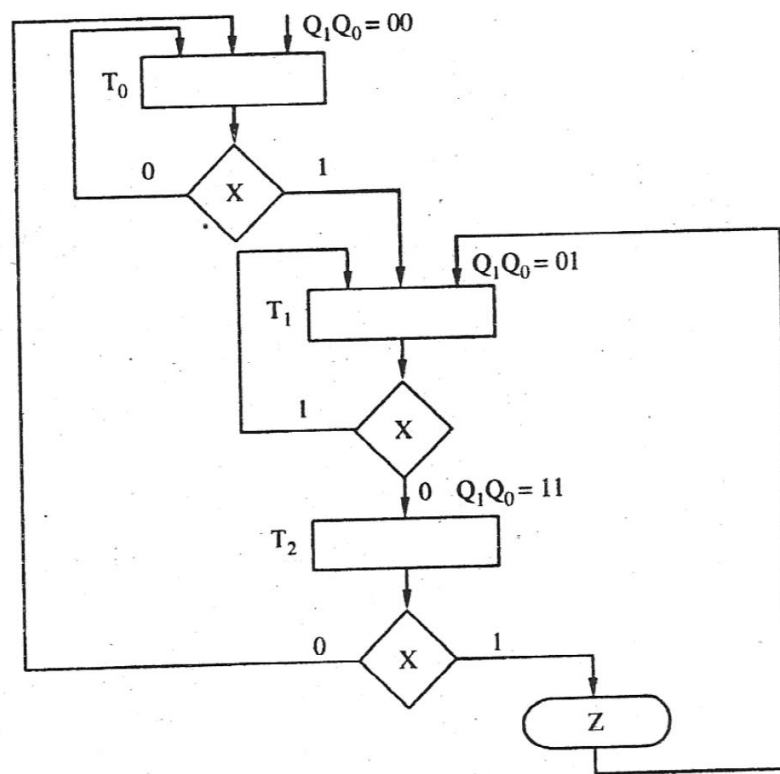 Q₁Q₀ = 00
T₀
0
X
1
Q₁Q₀ = 01
T₁
1
X
0
Q₁Q₀ = 11
T₂
0
X
1
Z